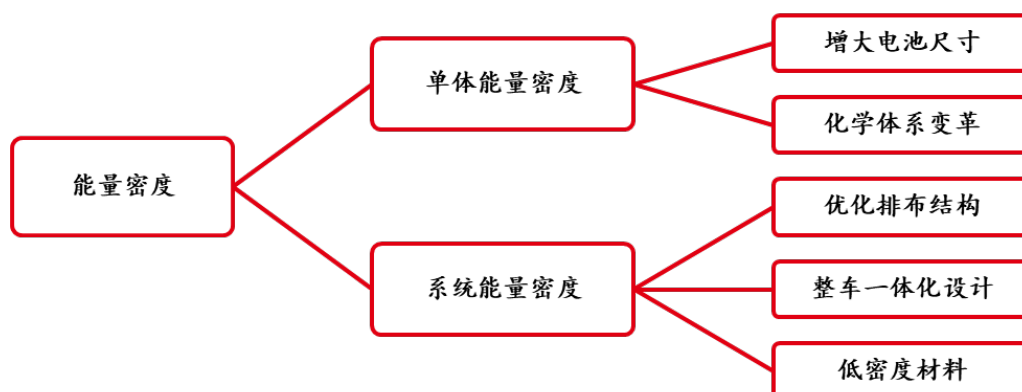 能量密度
单体能量密度
增大电池尺寸
化学体系变革
系统能量密度
优化排布结构
整车一体化设计
低密度材料